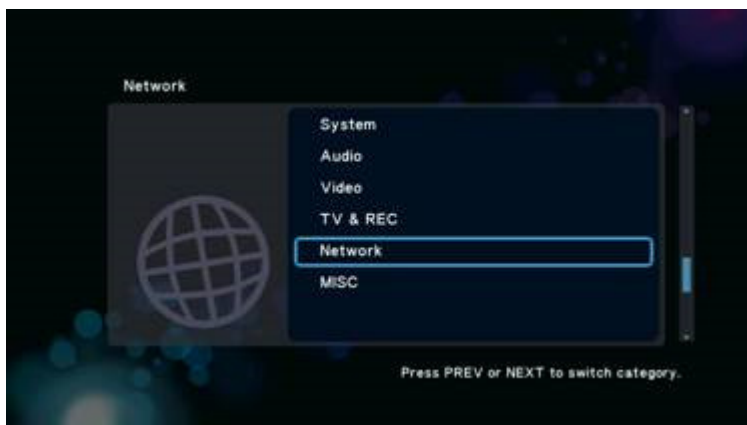 Network
System
Audio
Video
TV & REC
Network
MISC
Press PREV or NEXT to switch category.